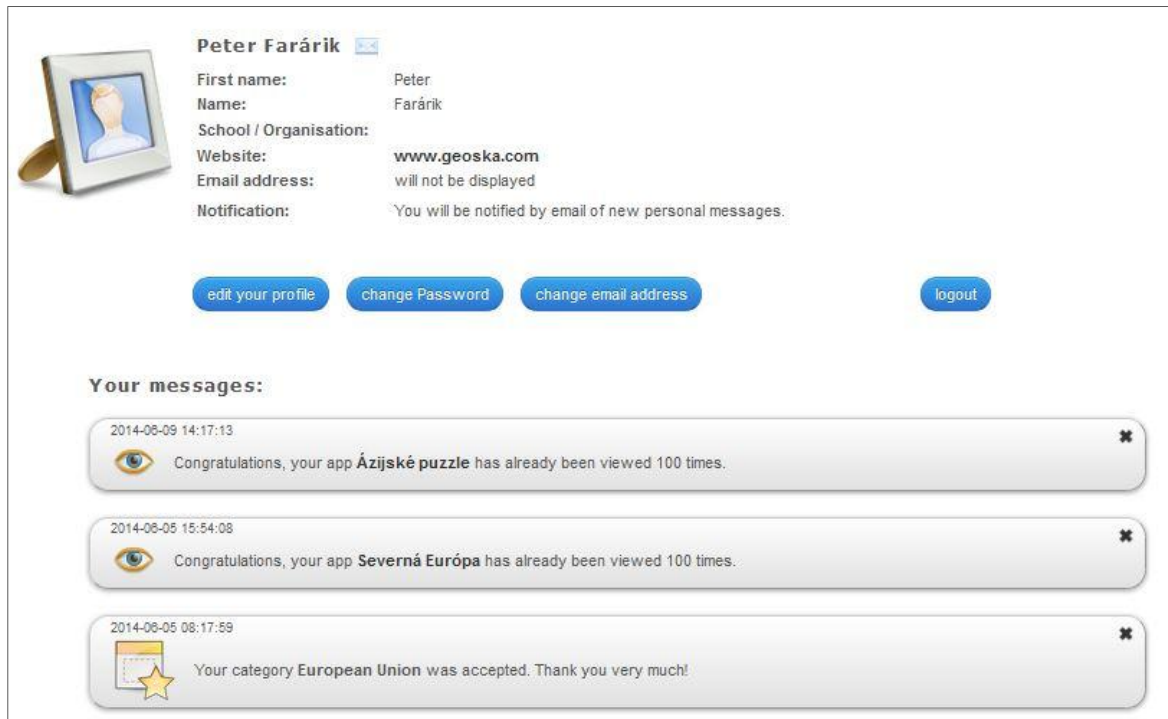 Peter Farárik
First name: Peter
Name: Farárik
School / Organisation:
Website: www.geoska.com
Email address: will not be displayed
Notification: You will be notified by email of new personal messages.
edit your profile change Password change email address logout
Your messages:
2014-06-09 14:17:13
Congratulations, your app Ázijské puzzle has already been viewed 100 times.
2014-06-05 15:54:08
Congratulations, your app Severná Európa has already been viewed 100 times.
2014-06-05 08:17:59
Your category European Union was accepted. Thank you very much!